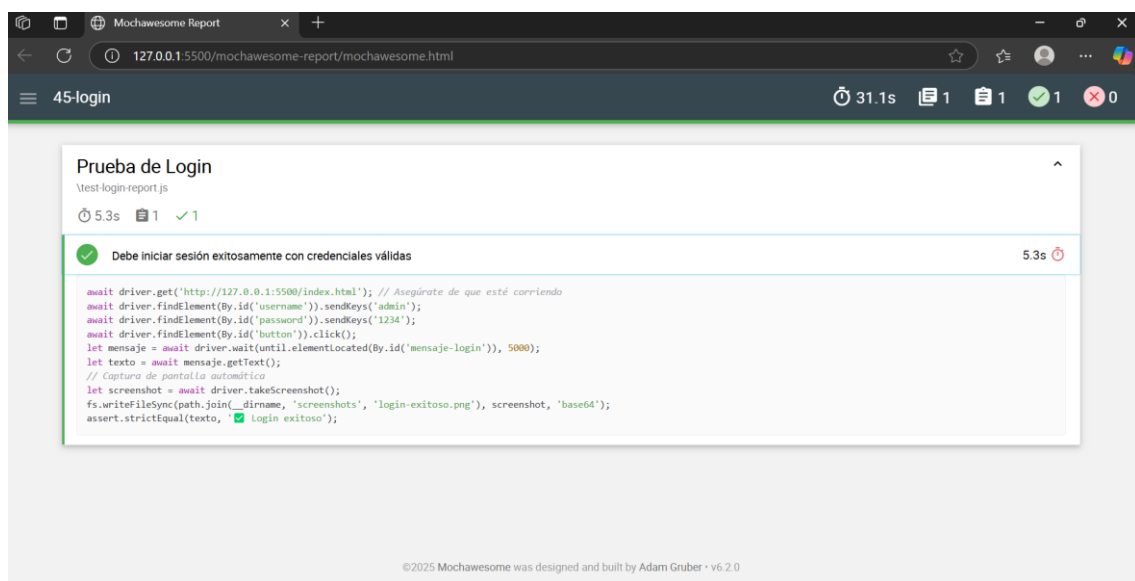 Mochawesome Report
127.0.0.1:5500/mochawesome-report/mochawesome.html
45-login 31.1s 1 1 1 0
Prueba de Login
\test-login-report.js
5.3s 1 1
Debe iniciar sesión exitosamente con credenciales válidas 5.3s
await driver.get('http://127.0.0.1:5500/index.html'); // Asegúrate de que esté corriendo
await driver.findElement(By.id('username')).sendKeys('admin');
await driver.findElement(By.id('password')).sendKeys('1234');
await driver.findElement(By.id('button')).click();
let mensaje = await driver.wait(until.elementLocated(By.id('mensaje-login')), 5000);
let texto = await mensaje.getText();
// Captura de pantalla automática
let screenshot = await driver.takeScreenshot();
fs.writeFileSync(path.join(__dirname, 'screenshots', 'login-exitoso.png'), screenshot, 'base64');
assert.strictEqual(texto, '✅ Login exitoso');
©2025 Mochawesome was designed and built by Adam Gruber • v6.2.0